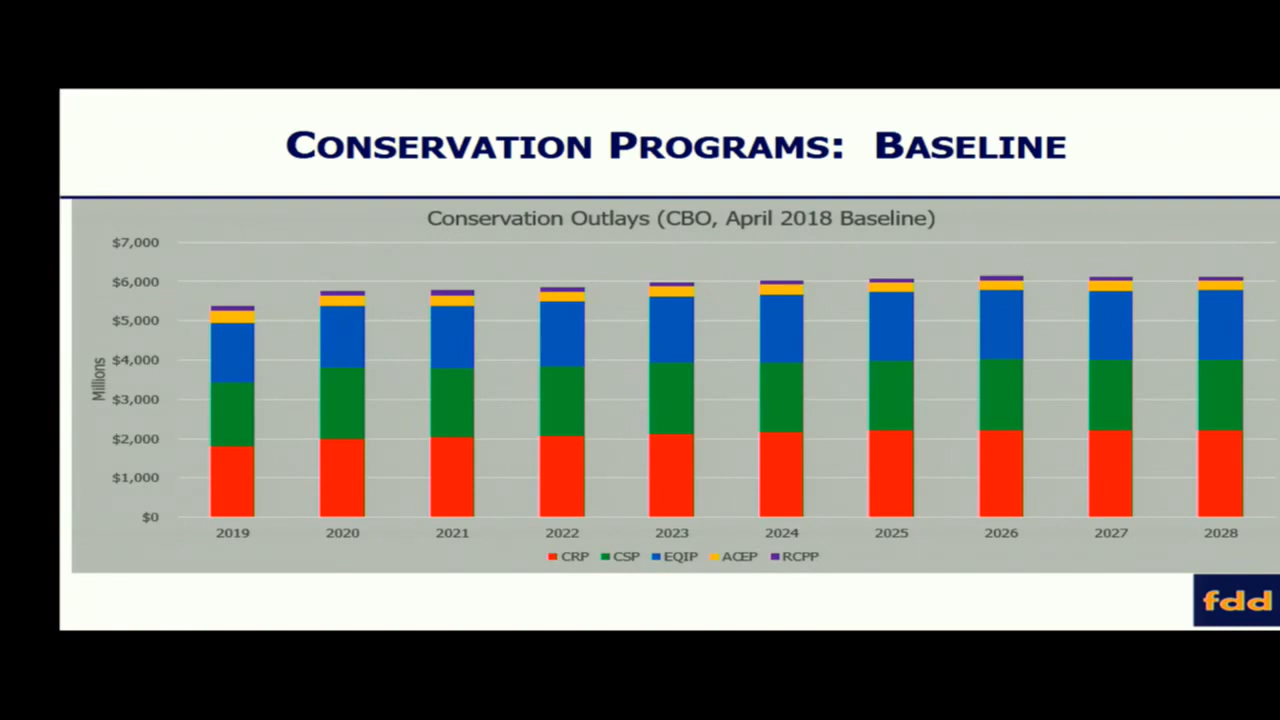 CONSERVATION PROGRAMS: BASELINE
Conservation Outlays (CBO, April 2018 Baseline)
Millions
$7,000
$6,000
$5,000
$4,000
$3,000
$2,000
$1,000
$0
2019 2020 2021 2022 2023 2024 2025 2026 2027 2028
CRP CSP EQIP ACEP RCPP
fdd